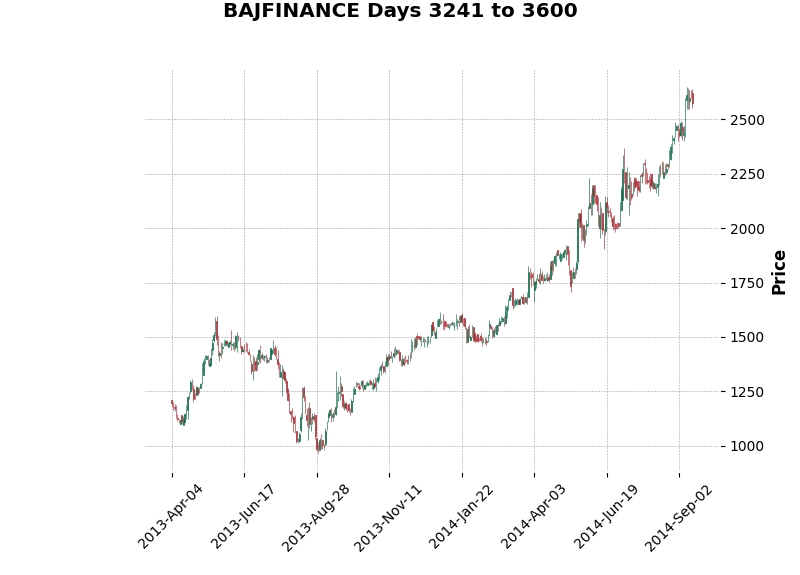 BAJFINANCE Days 3241 to 3600
2500
2250
2000
1750
1500
1250
1000
Price
2013-Apr-04
2013-Jun-17
2013-Aug-28
2013-Nov-11
2014-Jan-22
2014-Apr-03
2014-Jun-19
2014-Sep-02